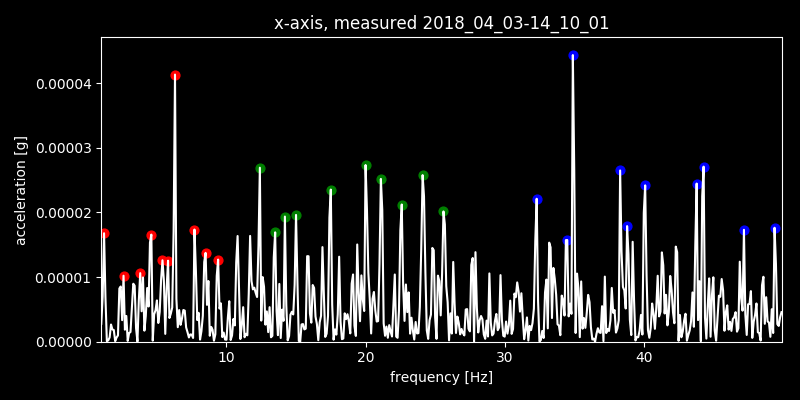 x-axis, measured 2018_04_03-14_10_01
acceleration [g]
0.00004
0.00003
0.00002
0.00001
0.00000
10 20 30 40
frequency [Hz]